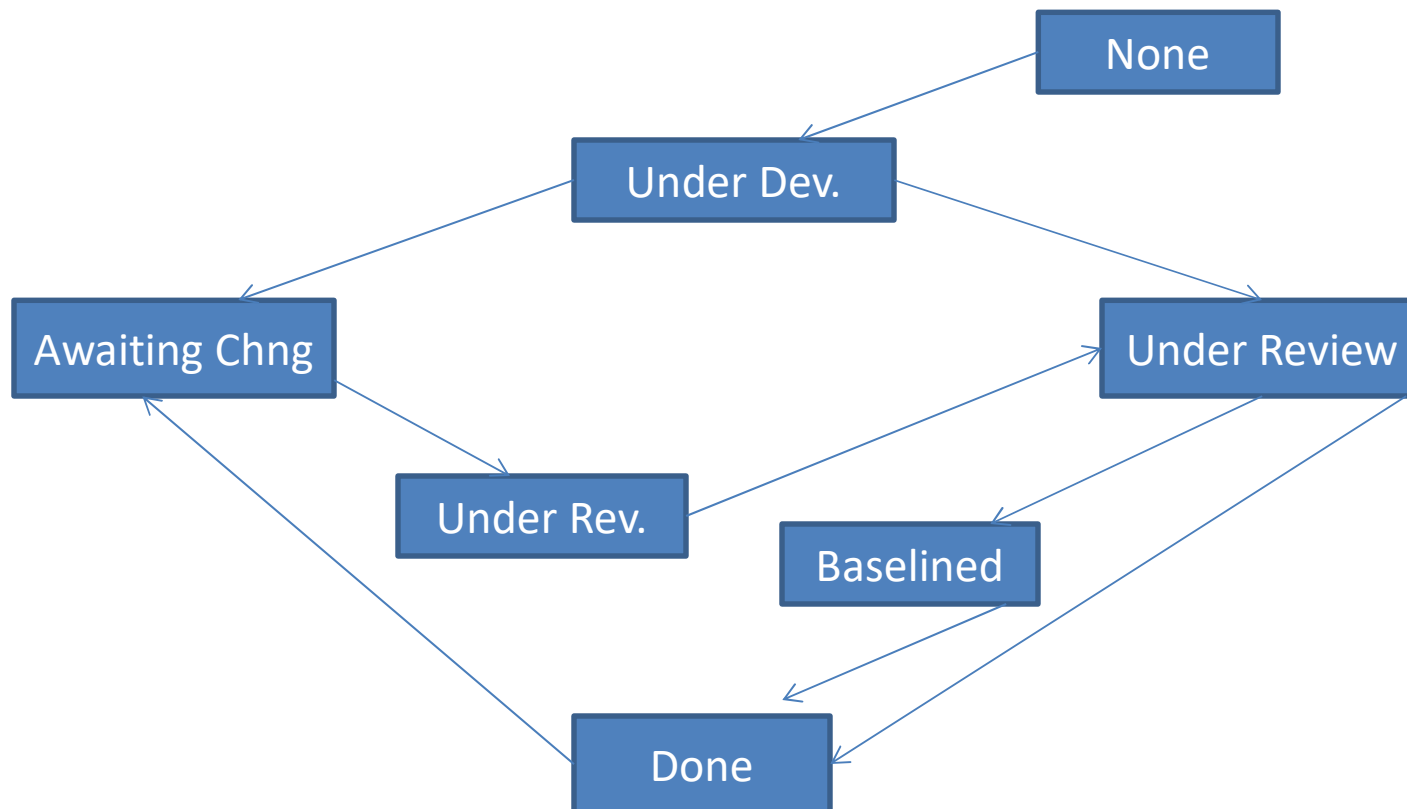 None
Under Dev.
Awaiting Chng
Under Review
Under Rev.
Baselined
Done